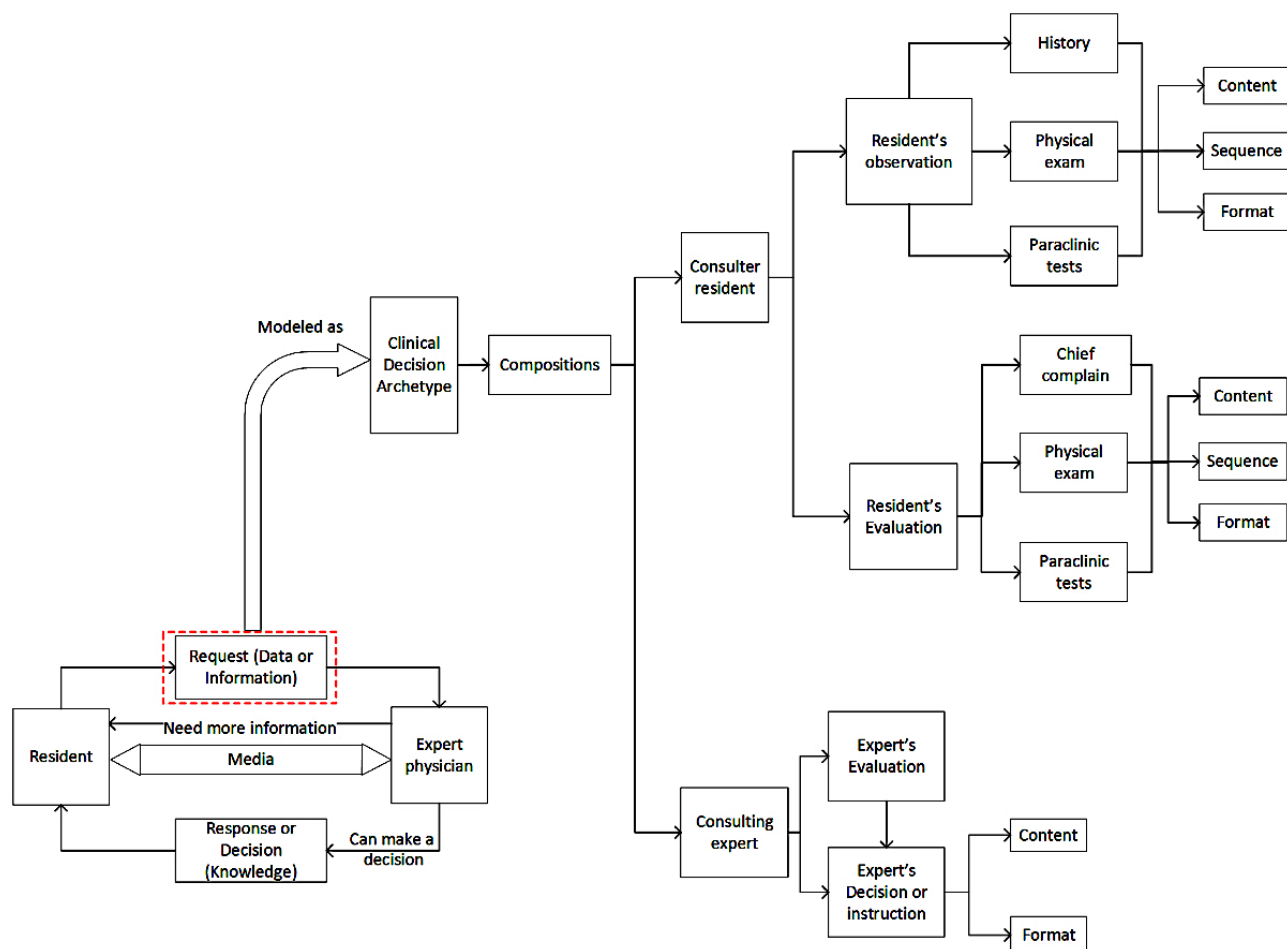 History
Content
Resident's
observation
Physical
exam
Sequence
Format
Paraclinic
tests
Consulter
resident
Modeled as
Clinical
Decision
Archetype
Compositions
Chief
complain
Content
Physical
exam
Sequence
Resident's
Evaluation
Format
Paraclinic
tests
Request (Data or
Information)
Need more information
Resident
Media
Expert
physician
Response or
Decision
(Knowledge)
Can make a
decision
Expert's
Evaluation
Consulting
expert
Content
Expert's
Decision or
instruction
Format